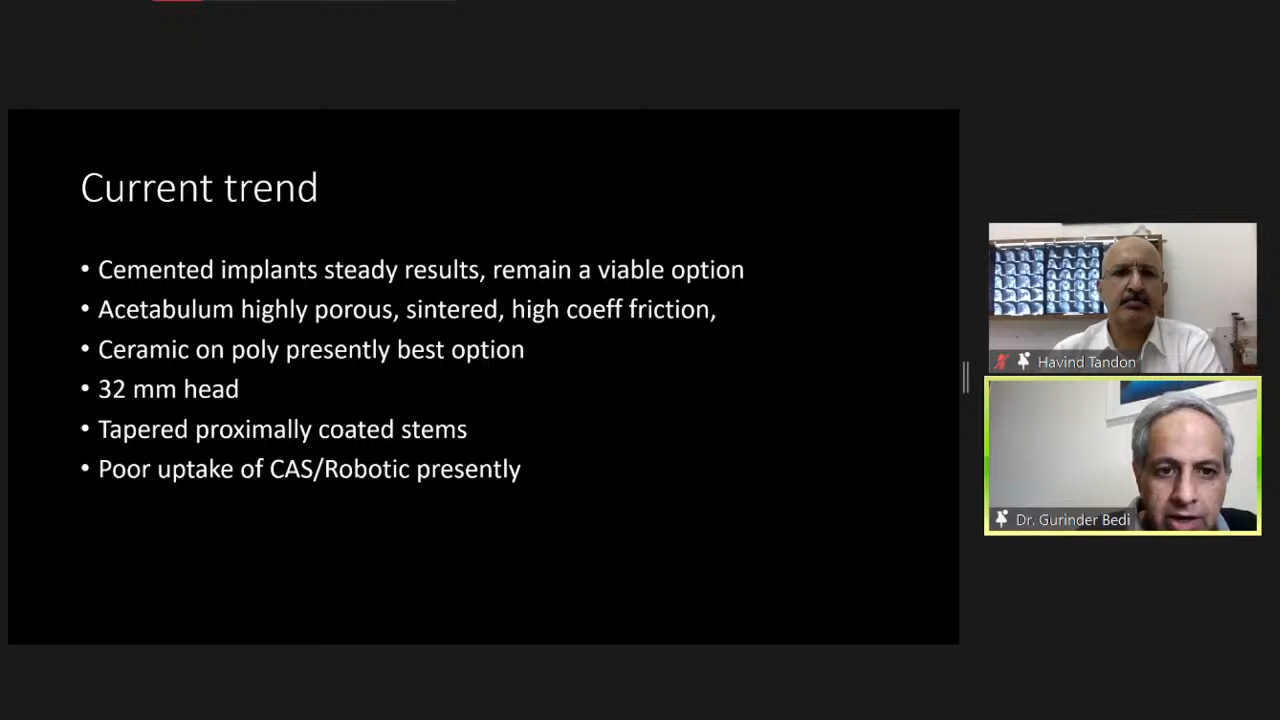 Current trend
• Cemented implants steady results, remain a viable option
• Acetabulum highly porous, sintered, high coeff friction,
• Ceramic on poly presently best option
• 32 mm head
• Tapered proximally coated stems
• Poor uptake of CAS/Robotic presently
Havind Tandon
Dr. Gurinder Bedi